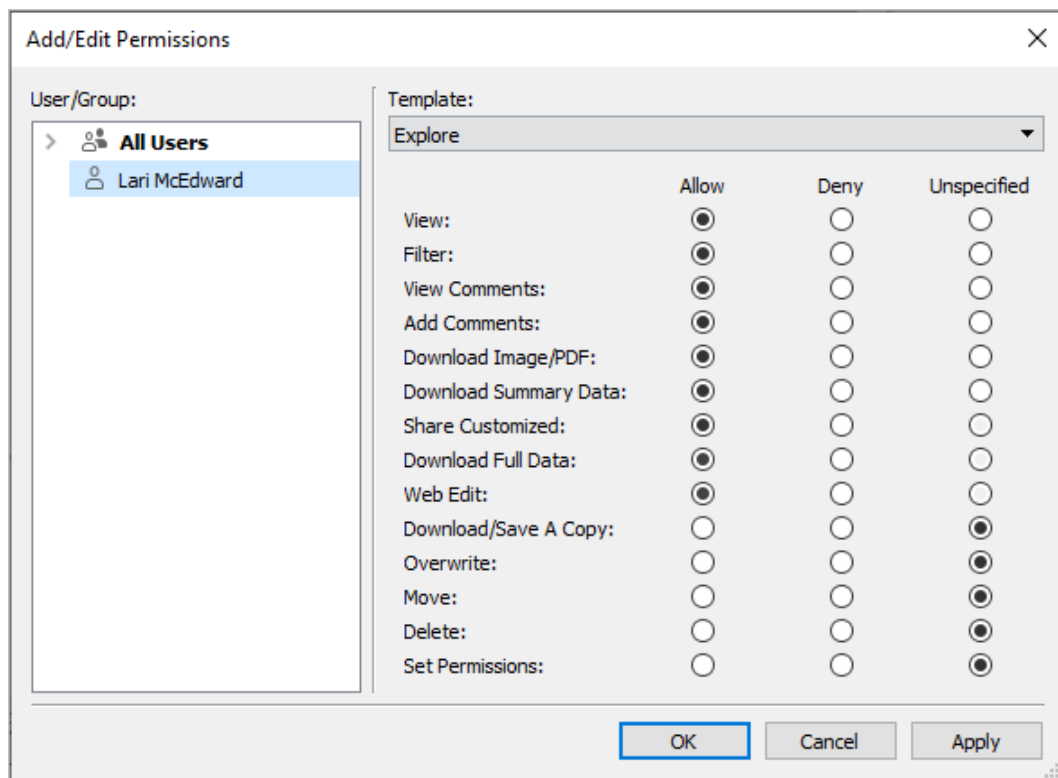 Add/Edit Permissions
User/Group:
All Users
Lari McEdward
Template:
Explore
Allow Deny Unspecified
View:
Filter:
View Comments:
Add Comments:
Download Image/PDF:
Download Summary Data:
Share Customized:
Download Full Data:
Web Edit:
Download/Save A Copy:
Overwrite:
Move:
Delete:
Set Permissions:
OK Cancel Apply